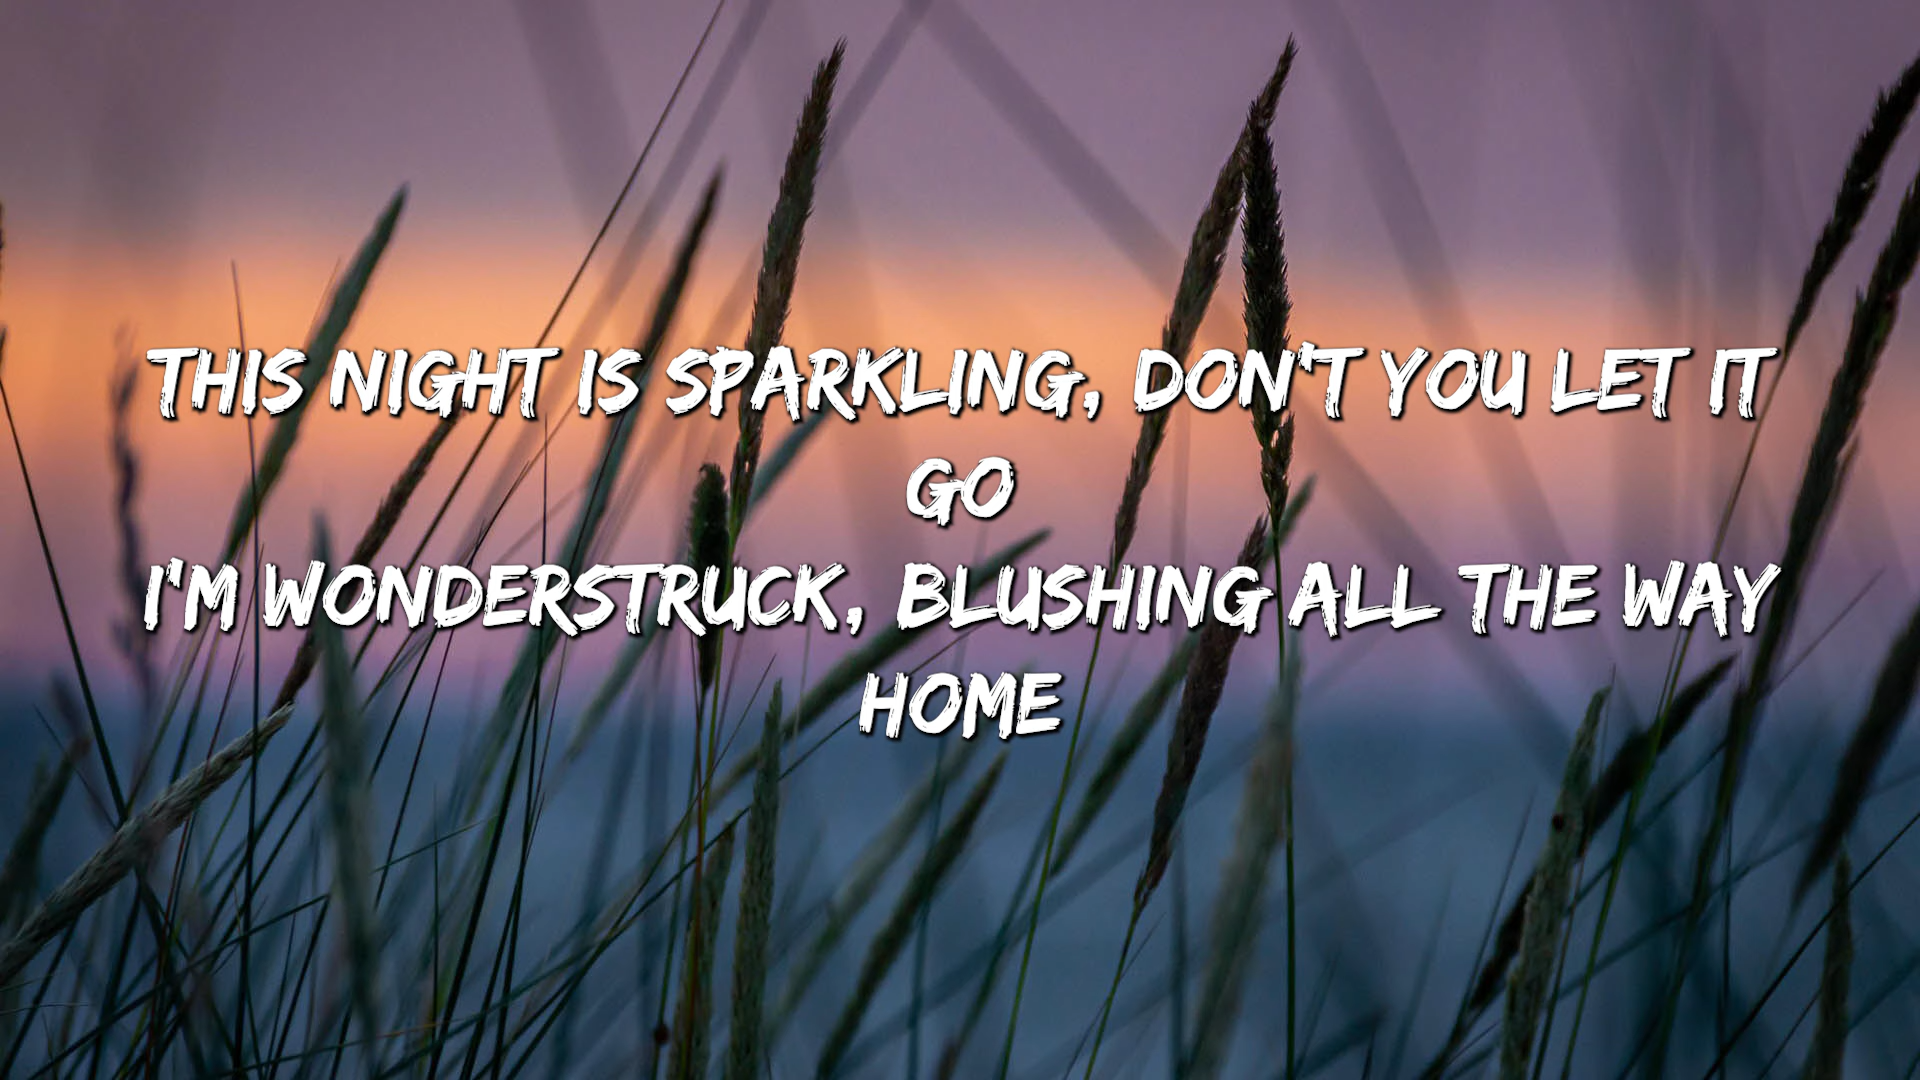 THIS NIGHT IS SPARKLING, DON'T YOU LET IT
GO
I'M WONDERSTRUCK, BLUSHING ALL THE WAY
HOME